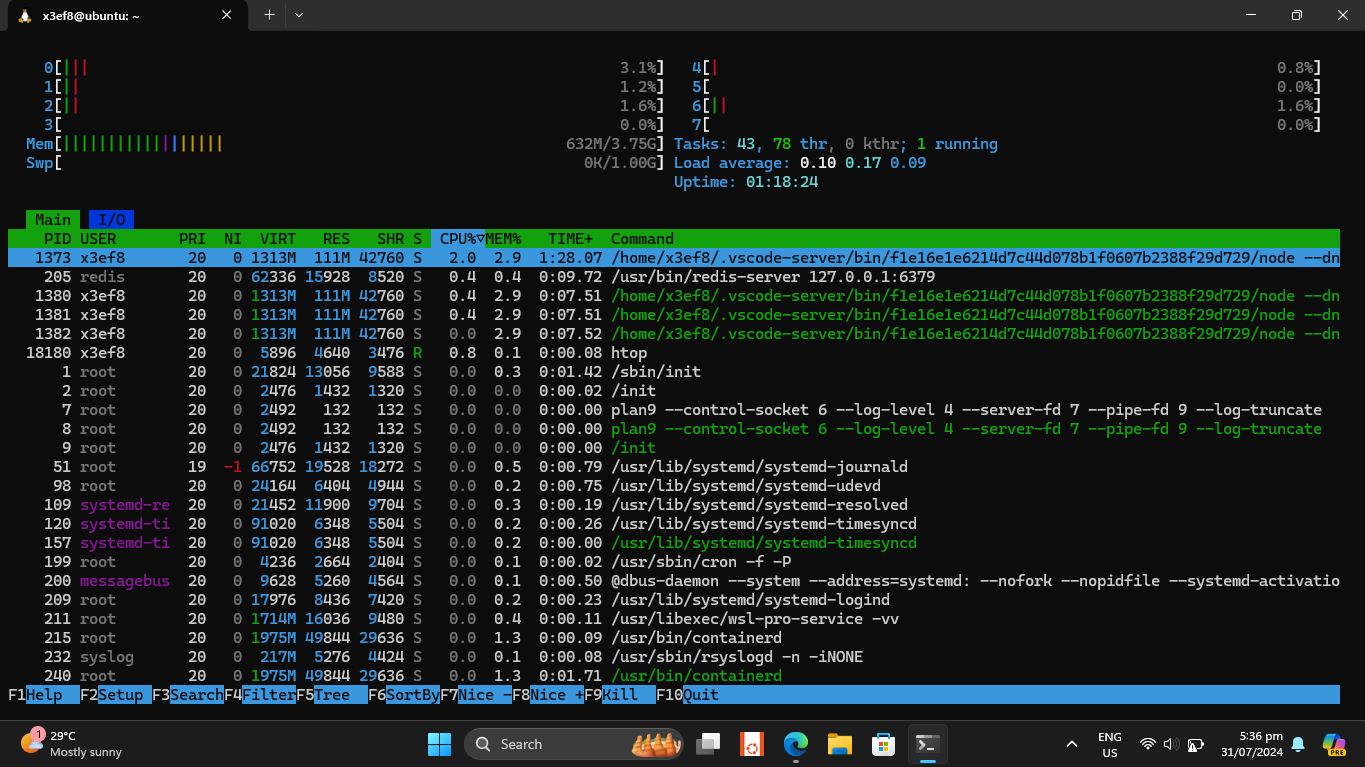 x3ef8@ubuntu: ~
0[||| 3.1%] 4[| 0.8%]
1[|| 1.2%] 5[ 0.0%]
2[|| 1.6%] 6[|| 1.6%]
3[ 0.0%] 7[ 0.0%]
Mem[|||||||||||||||||| 632M/3.75G] Tasks: 43, 78 thr, 0 kthr; 1 running
Swp[ 0K/1.00G] Load average: 0.10 0.17 0.09
Uptime: 01:18:24
Main I/O
PID USER PRI NI VIRT RES SHR S CPU%▽MEM% TIME+ Command
1373 x3ef8 20 0 1313M 111M 42760 S 2.0 2.9 1:28.07 /home/x3ef8/.vscode-server/bin/f1e16e1e6214d7c44d078b1f0607b2388f29d729/node --dn
205 redis 20 0 62336 15928 8520 S 0.4 0.4 0:09.72 /usr/bin/redis-server 127.0.0.1:6379
1380 x3ef8 20 0 1313M 111M 42760 S 0.4 2.9 0:07.51 /home/x3ef8/.vscode-server/bin/f1e16e1e6214d7c44d078b1f0607b2388f29d729/node --dn
1381 x3ef8 20 0 1313M 111M 42760 S 0.4 2.9 0:07.51 /home/x3ef8/.vscode-server/bin/f1e16e1e6214d7c44d078b1f0607b2388f29d729/node --dn
1382 x3ef8 20 0 1313M 111M 42760 S 0.0 2.9 0:07.52 /home/x3ef8/.vscode-server/bin/f1e16e1e6214d7c44d078b1f0607b2388f29d729/node --dn
18180 x3ef8 20 0 5896 4640 3476 R 0.8 0.1 0:00.08 htop
1 root 20 0 21824 13056 9588 S 0.0 0.3 0:01.42 /sbin/init
2 root 20 0 2476 1432 1320 S 0.0 0.0 0:00.02 /init
7 root 20 0 2492 132 132 S 0.0 0.0 0:00.00 plan9 --control-socket 6 --log-level 4 --server-fd 7 --pipe-fd 9 --log-truncate
8 root 20 0 2492 132 132 S 0.0 0.0 0:00.00 plan9 --control-socket 6 --log-level 4 --server-fd 7 --pipe-fd 9 --log-truncate
9 root 20 0 2476 1432 1320 S 0.0 0.0 0:00.00 /init
51 root 19 -1 66752 19528 18272 S 0.0 0.5 0:00.79 /usr/lib/systemd/systemd-journald
98 root 20 0 24164 6404 4944 S 0.0 0.2 0:00.75 /usr/lib/systemd/systemd-udevd
109 systemd-re 20 0 21452 11900 9704 S 0.0 0.3 0:00.19 /usr/lib/systemd/systemd-resolved
120 systemd-ti 20 0 91020 6348 5504 S 0.0 0.2 0:00.26 /usr/lib/systemd/systemd-timesyncd
157 systemd-ti 20 0 91020 6348 5504 S 0.0 0.2 0:00.00 /usr/lib/systemd/systemd-timesyncd
199 root 20 0 4236 2664 2404 S 0.0 0.1 0:00.02 /usr/sbin/cron -f -P
200 messagebus 20 0 9628 5260 4564 S 0.0 0.1 0:00.50 @dbus-daemon --system --address=systemd: --nofork --nopidfile --systemd-activatio
209 root 20 0 17976 8436 7420 S 0.0 0.2 0:00.23 /usr/lib/systemd/systemd-logind
211 root 20 0 1714M 16036 9480 S 0.0 0.4 0:00.11 /usr/libexec/wsl-pro-service -vv
215 root 20 0 1975M 49844 29636 S 0.0 1.3 0:00.09 /usr/bin/containerd
232 syslog 20 0 217M 5276 4424 S 0.0 0.1 0:00.08 /usr/sbin/rsyslogd -n -iNONE
240 root 20 0 1975M 49844 29636 S 0.0 1.3 0:01.71 /usr/bin/containerd
F1Help F2Setup F3SearchF4FilterF5Tree F6SortByF7Nice -F8Nice +F9Kill F10Quit
1
29°C
Mostly sunny
Search
ENG
US
5:36 pm
31/07/2024
PRE